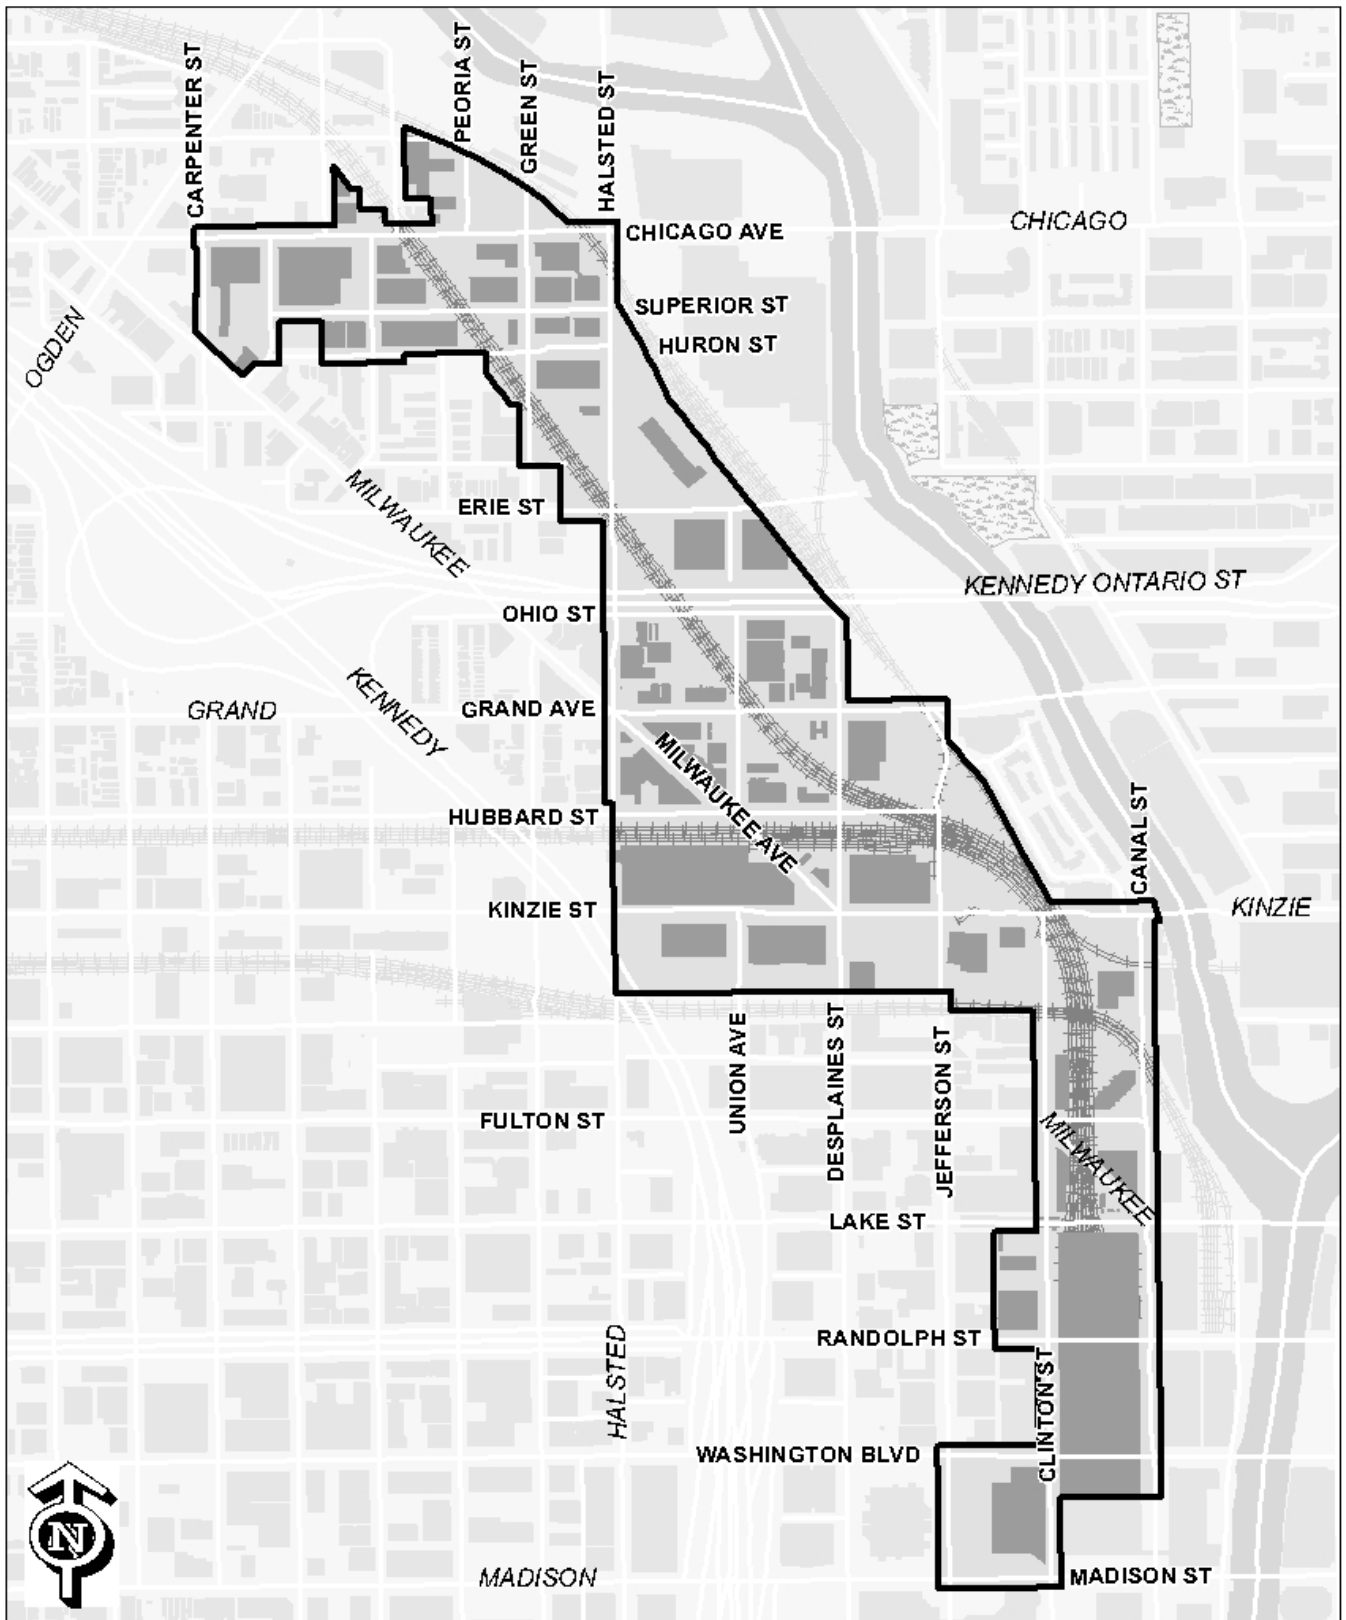 CARPENTER ST
PEORIA ST
GREEN ST
HALSTED ST
CHICAGO AVE
CHICAGO
SUPERIOR ST
HURON ST
OGDEN
MILWAUKEE
ERIE ST
KENNEDY ONTARIO ST
OHIO ST
KENNEDY
GRAND
GRAND AVE
MILWAUKEE AVE
HUBBARD ST
CANAL ST
KINZIE ST
KINZIE
UNION AVE
DESPLAINES ST
JEFFERSON ST
FULTON ST
MILWAUKEE
LAKE ST
RANDOLPH ST
HALSTED
CLINTON ST
WASHINGTON BLVD
N
MADISON
MADISON ST